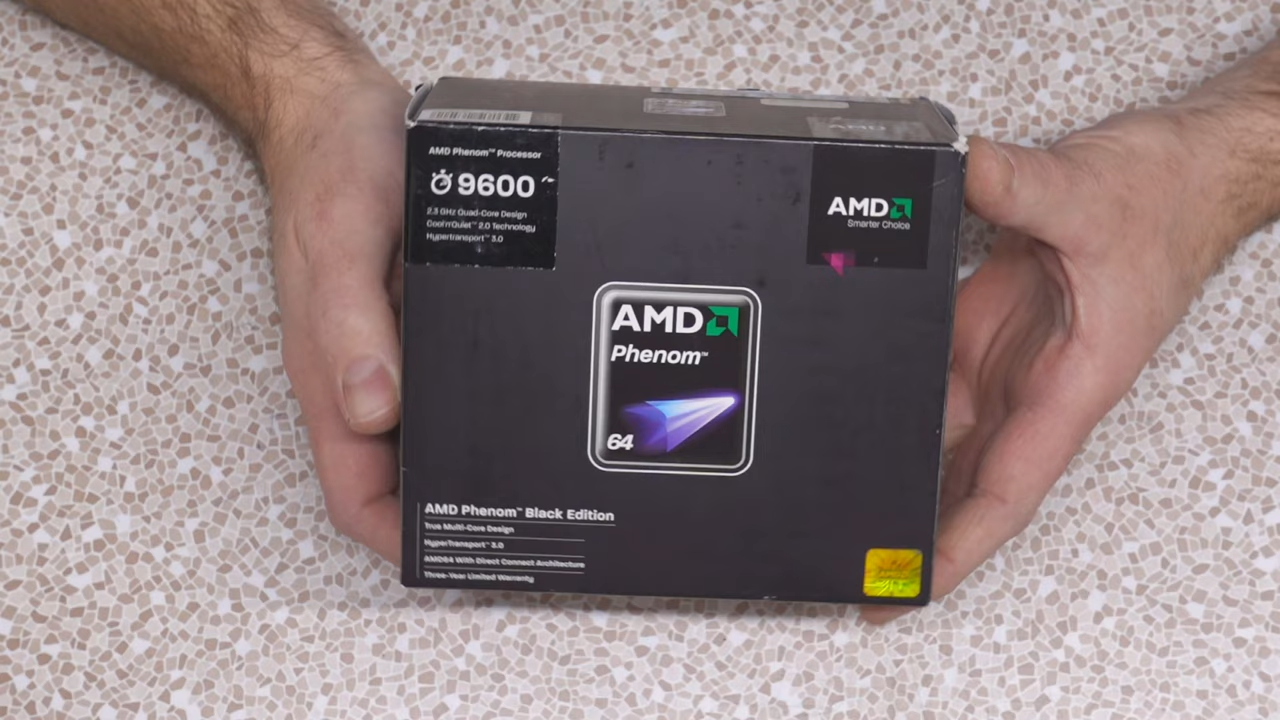 AMD Phenom™ Processor
9600
2.3 GHz Quad-Core Design
Cool'n'Quiet™ 2.0 Technology
Hypertransport™ 3.0
AMD
AMD
Smarter Choice
AMD
Phenom™
64
AMD Phenom™ Black Edition
True Multi-Core Design
HyperTransport™ 3.0
AMD64 With Direct Connect Architecture
Three-Year Limited Warranty